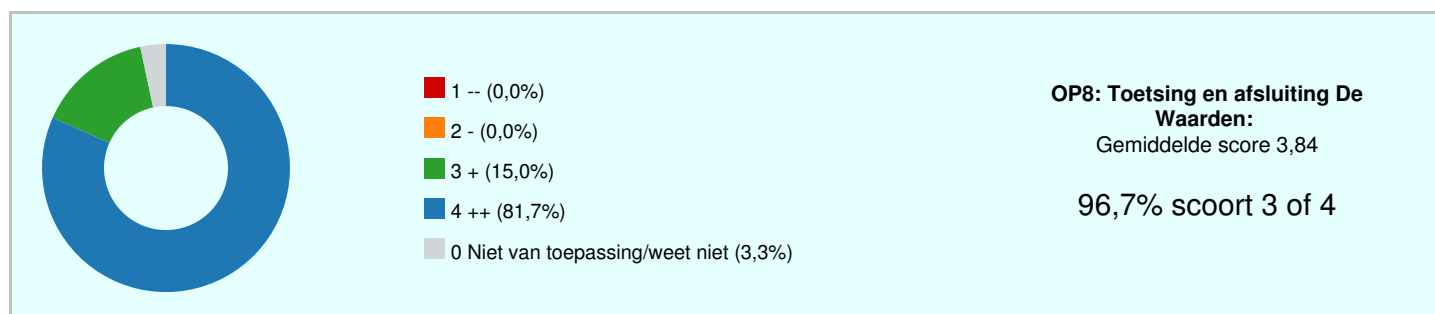 1 -- (0,0%)
2 - (0,0%)
3 + (15,0%)
4 ++ (81,7%)
0 Niet van toepassing/weet niet (3,3%)
OP8: Toetsing en afsluiting De
Waarden:
Gemiddelde score 3,84
96,7% scoort 3 of 4